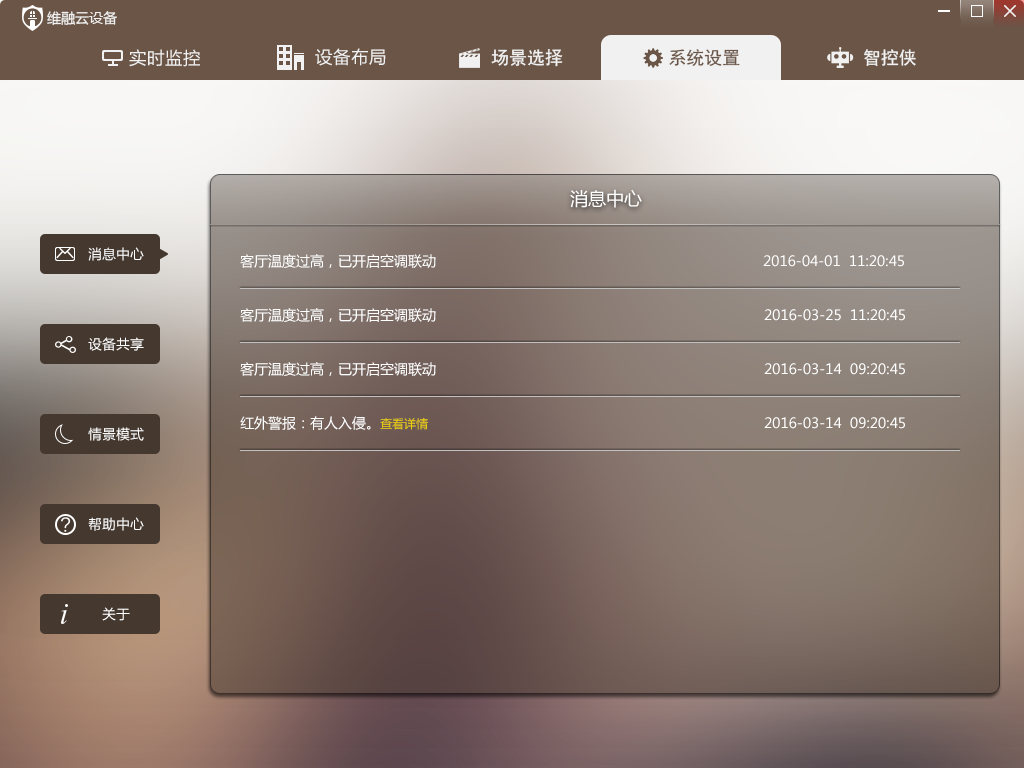 维融云设备
实时监控 设备布局 场景选择 系统设置 智控侠
消息中心
消息中心
设备共享
情景模式
帮助中心
关于
客厅温度过高，已开启空调联动 2016-04-01 11:20:45
客厅温度过高，已开启空调联动 2016-03-25 11:20:45
客厅温度过高，已开启空调联动 2016-03-14 09:20:45
红外警报：有人入侵。查看详情 2016-03-14 09:20:45